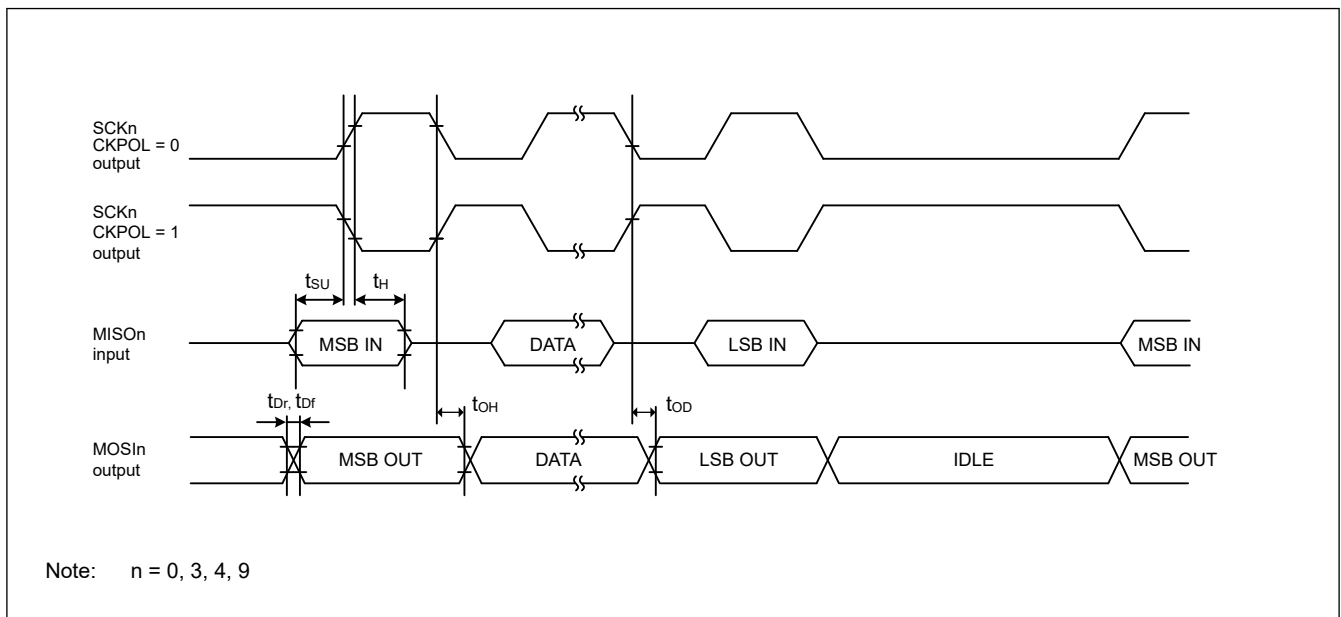 SCKn
CKPOL = 0
output
SCKn
CKPOL = 1
output
tSU
tH
MISOn
input
MSB IN
DATA
LSB IN
MSB IN
tDr, tDf
tOH
tOD
MOSIn
output
MSB OUT
DATA
LSB OUT
IDLE
MSB OUT
Note: n = 0, 3, 4, 9